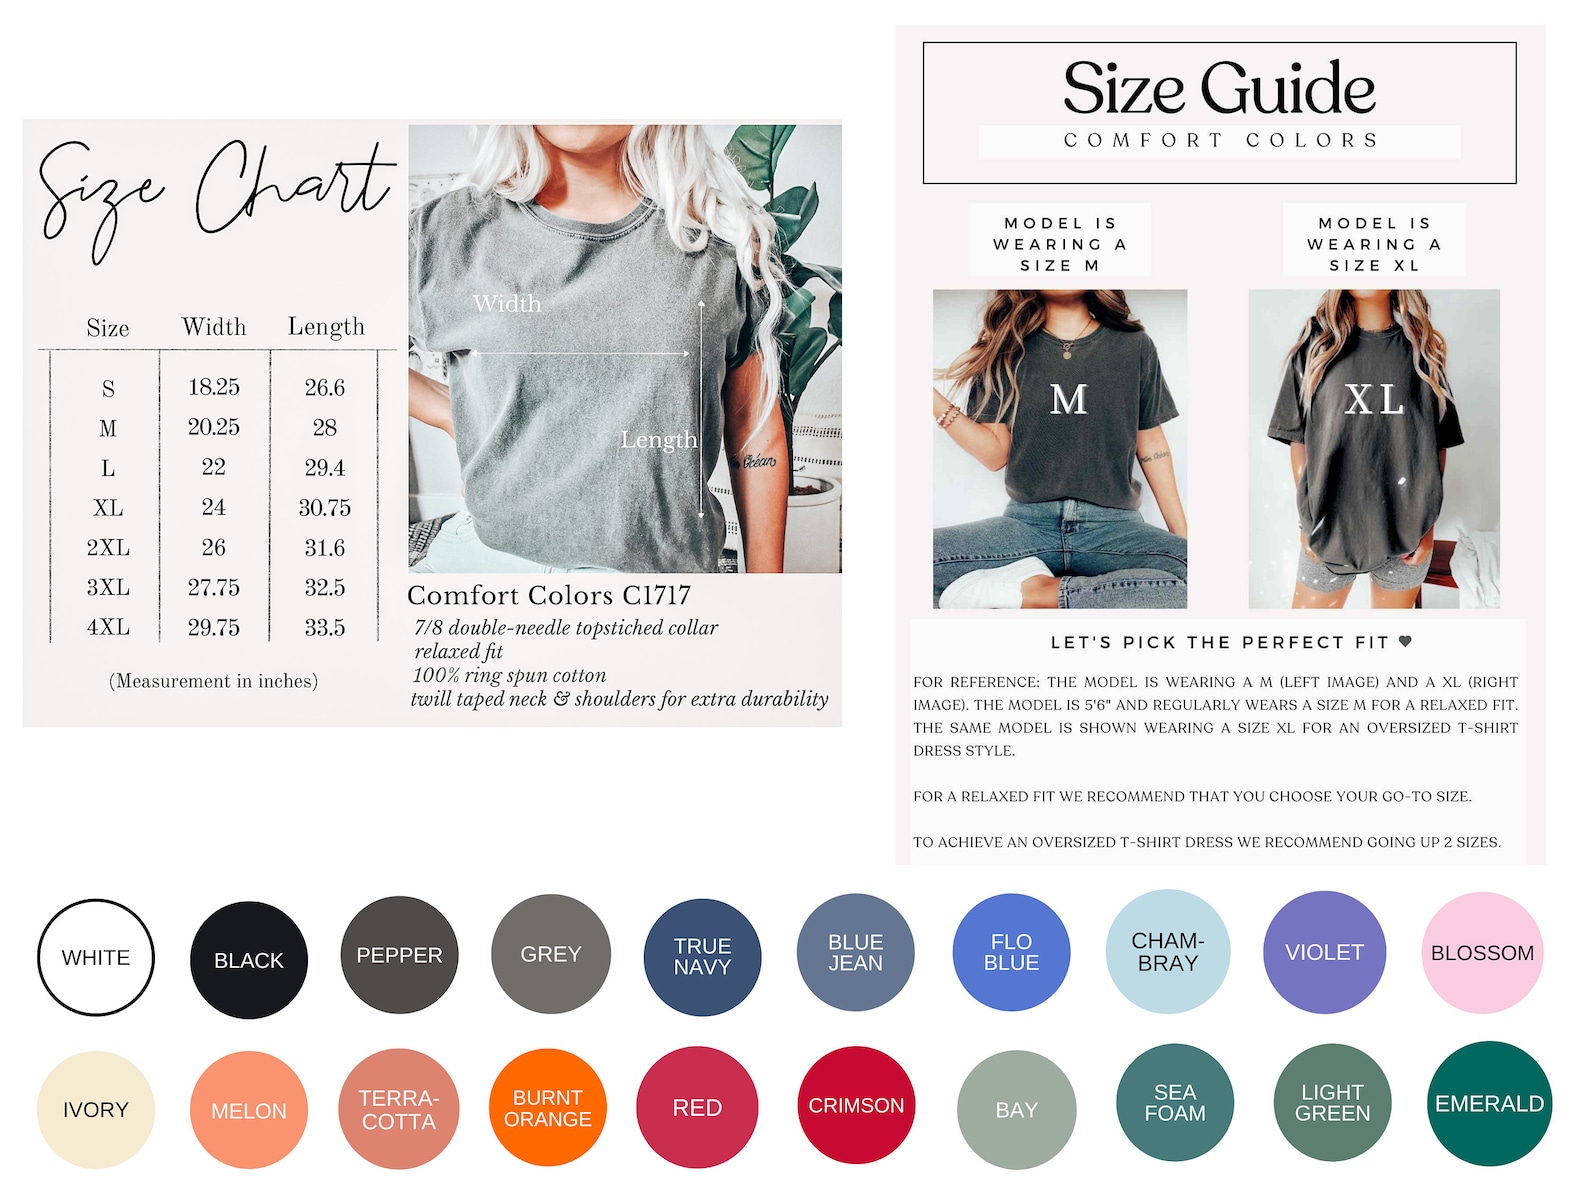 Size Chart
Size Width Length
S 18.25 26.6
M 20.25 28
L 22 29.4
XL 24 30.75
2XL 26 31.6
3XL 27.75 32.5
4XL 29.75 33.5
(Measurement in inches)
Width
Length
Océan
Comfort Colors C1717
7/8 double-needle topstiched collar
relaxed fit
100% ring spun cotton
twill taped neck & shoulders for extra durability
Size Guide
COMFORT COLORS
MODEL IS
WEARING A
SIZE M
MODEL IS
WEARING A
SIZE XL
M
XL
LET'S PICK THE PERFECT FIT ♥
FOR REFERENCE: THE MODEL IS WEARING A M (LEFT IMAGE) AND A XL (RIGHT
IMAGE). THE MODEL IS 5'6" AND REGULARLY WEARS A SIZE M FOR A RELAXED FIT.
THE SAME MODEL IS SHOWN WEARING A SIZE XL FOR AN OVERSIZED T-SHIRT
DRESS STYLE.
FOR A RELAXED FIT WE RECOMMEND THAT YOU CHOOSE YOUR GO-TO SIZE.
TO ACHIEVE AN OVERSIZED T-SHIRT DRESS WE RECOMMEND GOING UP 2 SIZES.
WHITE
BLACK
PEPPER
GREY
TRUE
NAVY
BLUE
JEAN
FLO
BLUE
CHAM-
BRAY
VIOLET
BLOSSOM
IVORY
MELON
TERRA-
COTTA
BURNT
ORANGE
RED
CRIMSON
BAY
SEA
FOAM
LIGHT
GREEN
EMERALD